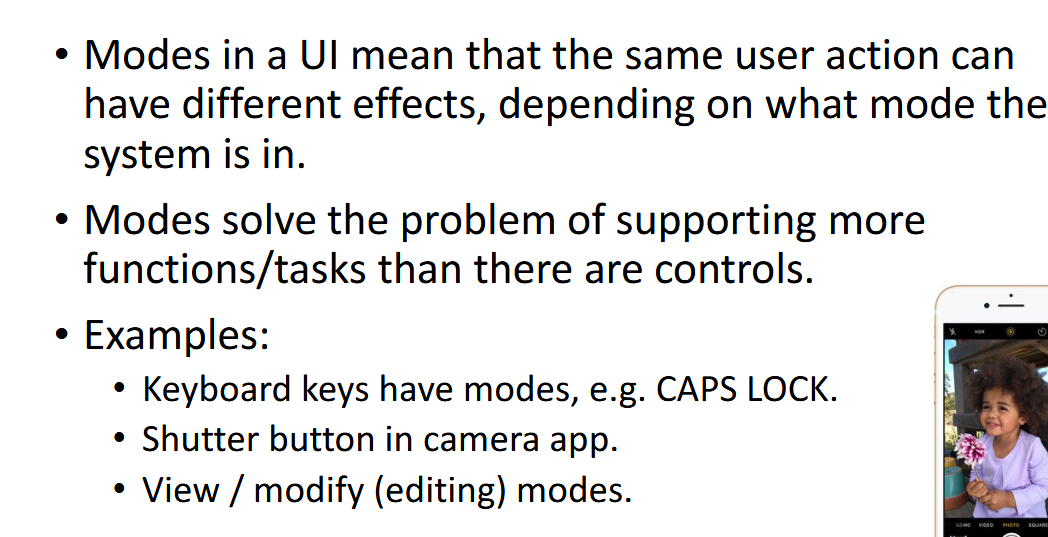 • Modes in a UI mean that the same user action can
have different effects, depending on what mode the
system is in.
• Modes solve the problem of supporting more
functions/tasks than there are controls.
• Examples:
• Keyboard keys have modes, e.g. CAPS LOCK.
• Shutter button in camera app.
• View / modify (editing) modes.
HDR
VIDEO PHOTO SQUARE